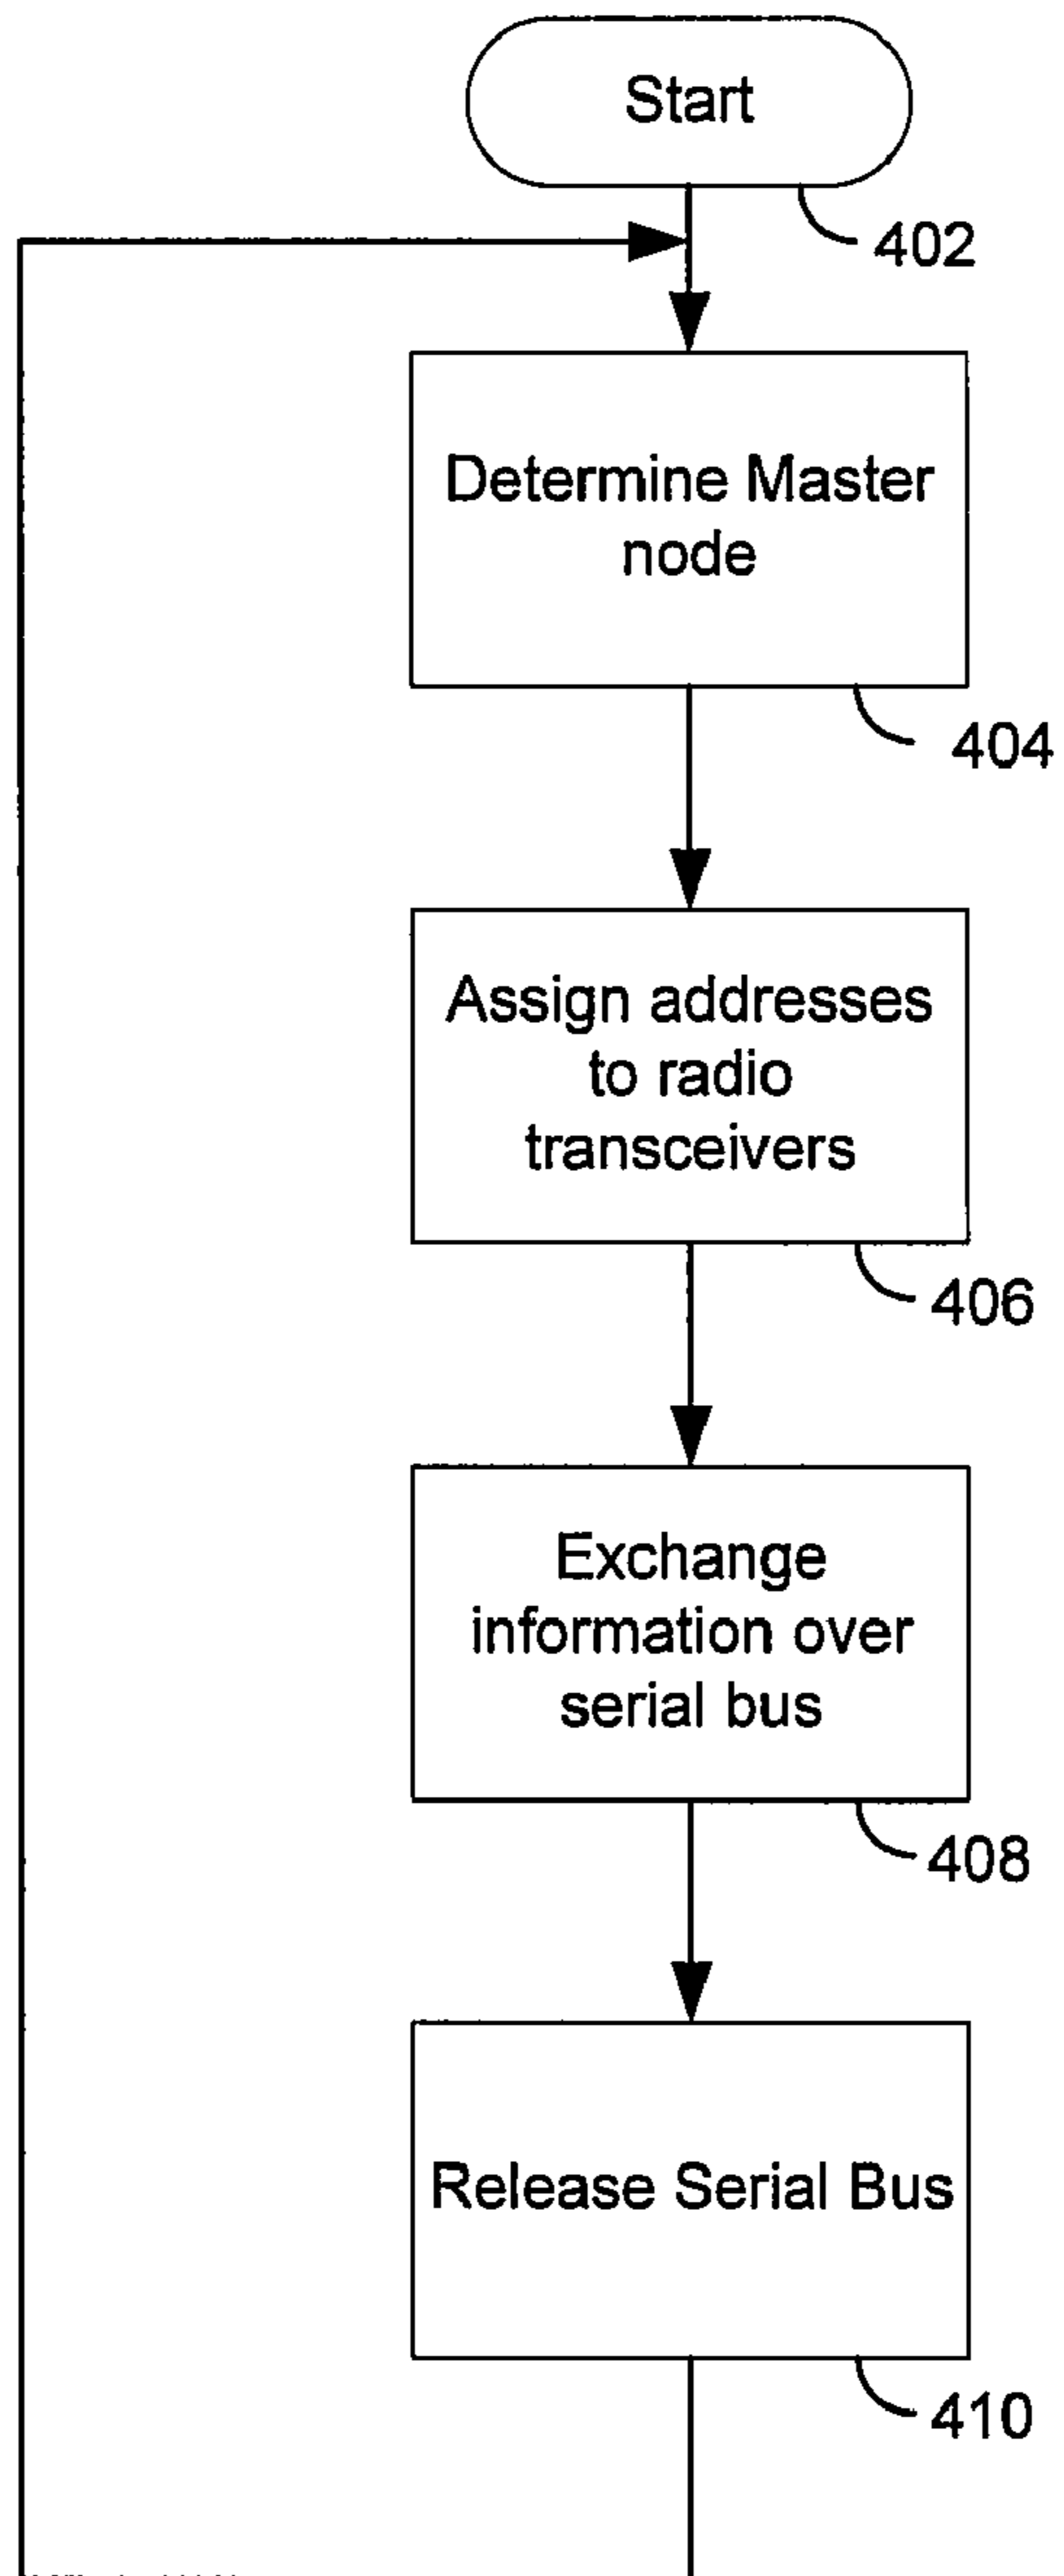 Start
402
Determine Master
node
404
Assign addresses
to radio
transceivers
406
Exchange
information over
serial bus
408
Release Serial Bus
410